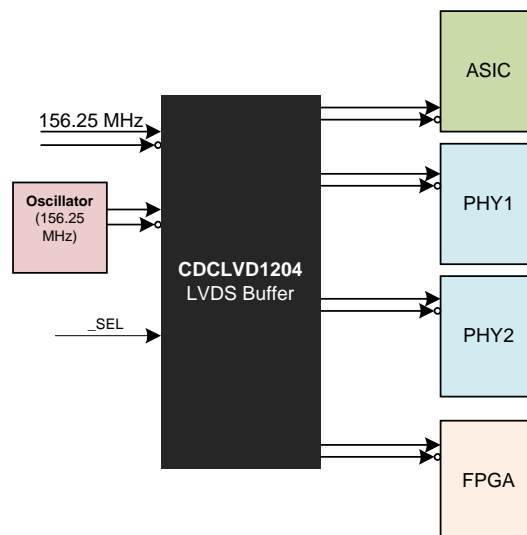 ASIC
156.25 MHz
PHY1
Oscillator
(156.25
MHz)
CDCLVD1204
LVDS Buffer
PHY2
_SEL
FPGA